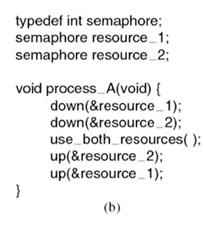 typedef int semaphore;
semaphore resource_1;
semaphore resource_2;
void process_A(void) {
down(&resource_1);
down(&resource_2);
use_both_resources( );
up(&resource_2);
up(&resource_1);
}
(b)